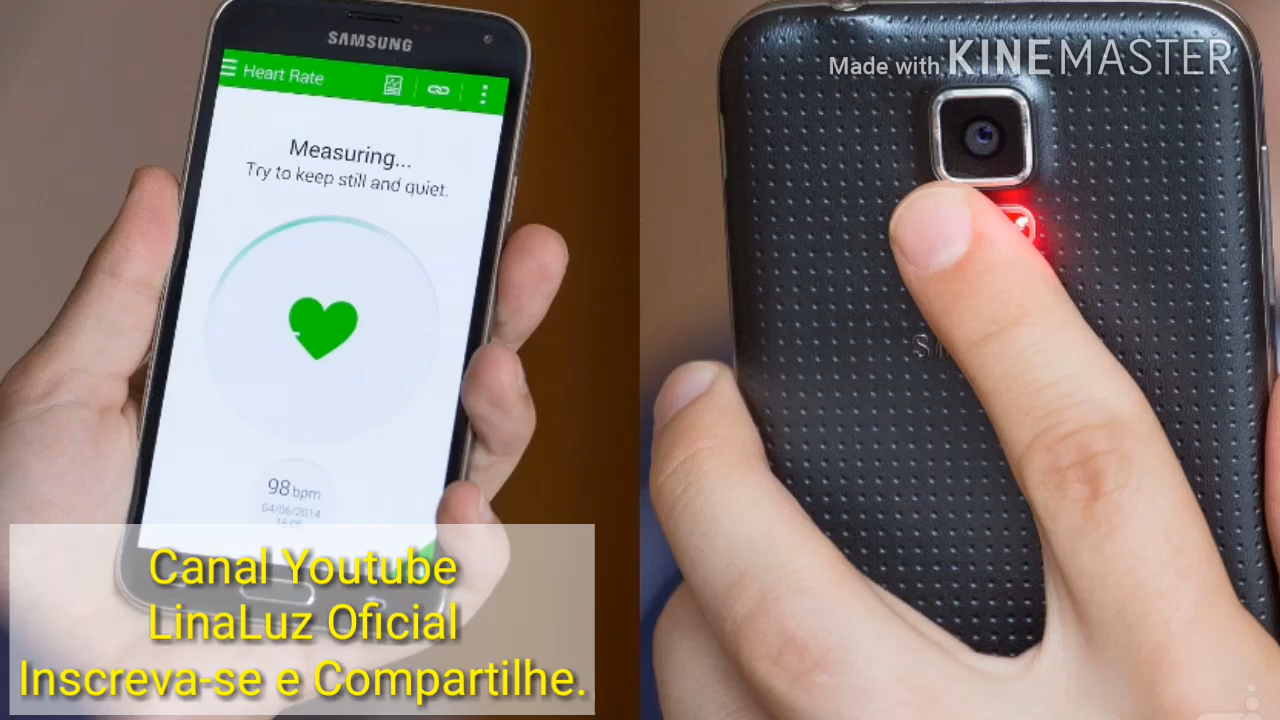 SAMSUNG
Heart Rate
Measuring...
Try to keep still and quiet.
98 bpm
04/06/2014
Canal Youtube
LinaLuz Oficial
Inscreva-se e Compartilhe.
Made with KINEMASTER